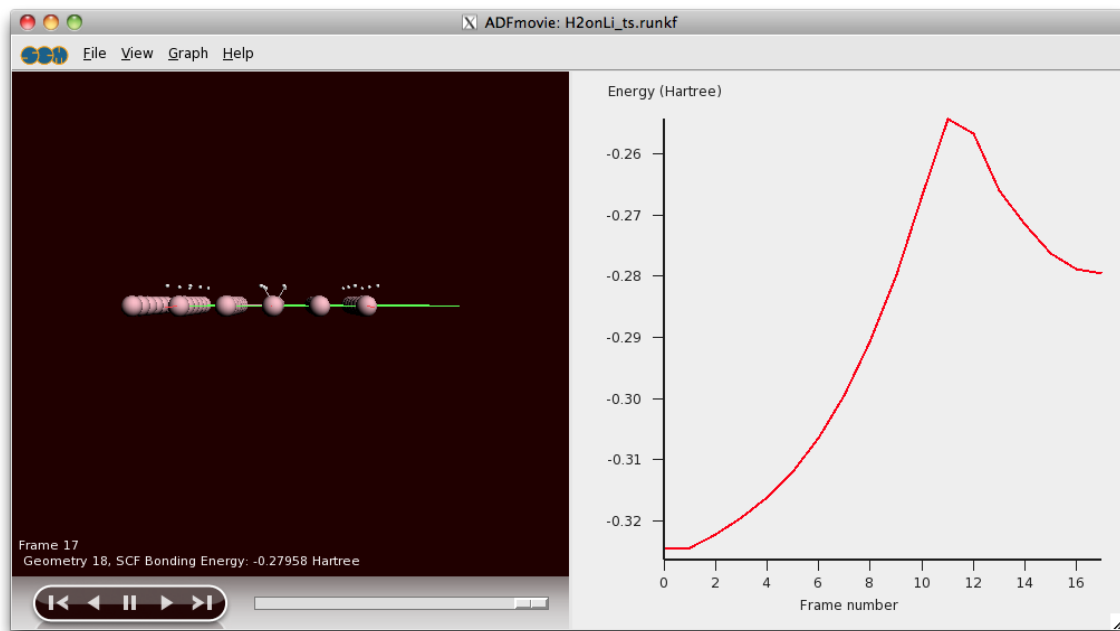 X ADFmovie: H2onLi_ts.runkf
SCM File View Graph Help
Energy (Hartree)
-0.26
-0.27
-0.28
-0.29
-0.30
-0.31
-0.32
0 2 4 6 8 10 12 14 16
Frame number
Frame 17
Geometry 18, SCF Bonding Energy: -0.27958 Hartree